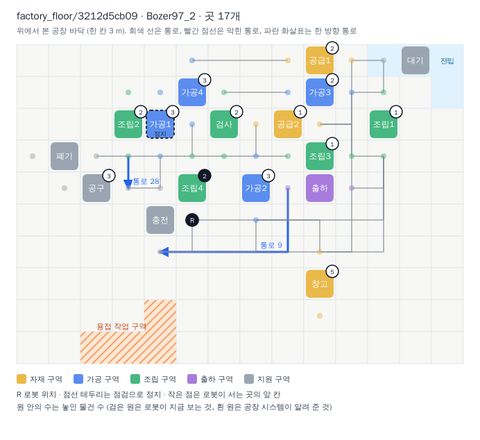 factory_floor/3212d5cb09 · Bozer97_2 · 곳 17개
위에서 본 공장 바닥 (한 칸 3 m). 회색 선은 통로, 빨간 점선은 막힌 통로, 파란 화살표는 한 방향 통로
공급1 2
대기
전립
가공4 3
가공3 2
조립2 2
가공1 3
정지
검사 2
공급2 1
조립1 1
폐기
조립3 1
공구 3
통로 28
조립4 2
가공2 3
출하
충전
R
통로 9
창고 5
용접 작업 구역
자재 구역
가공 구역
조립 구역
출하 구역
지원 구역
R 로봇 위치 · 점선 테두리는 점검으로 정지 · 작은 점은 로봇이 서는 곳의 앞 칸
원 안의 수는 놓인 물건 수 (검은 원은 로봇이 지금 보는 것, 흰 원은 공장 시스템이 알려 준 것)